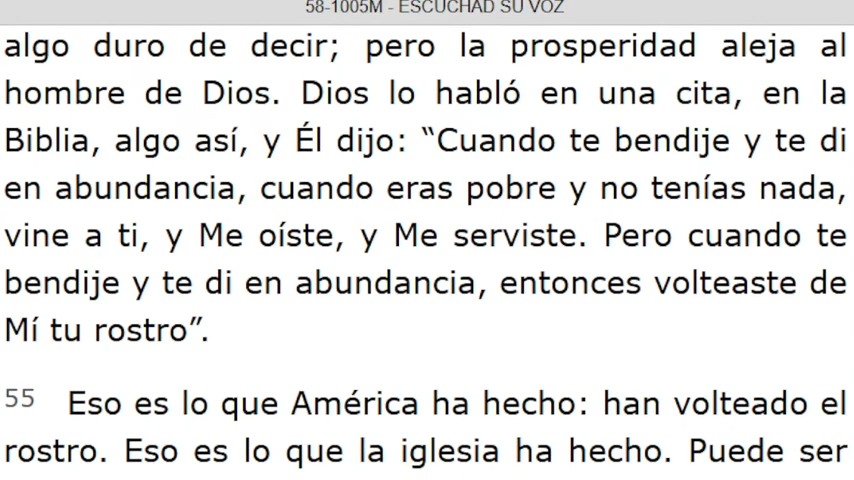 58-1005M - ESCUCHAD SU VOZ
algo duro de decir; pero la prosperidad aleja al
hombre de Dios. Dios lo habló en una cita, en la
Biblia, algo así, y Él dijo: “Cuando te bendije y te di
en abundancia, cuando eras pobre y no tenías nada,
vine a ti, y Me oíste, y Me serviste. Pero cuando te
bendije y te di en abundancia, entonces volteaste de
Mí tu rostro”.
55 Eso es lo que América ha hecho: han volteado el
rostro. Eso es lo que la iglesia ha hecho. Puede ser